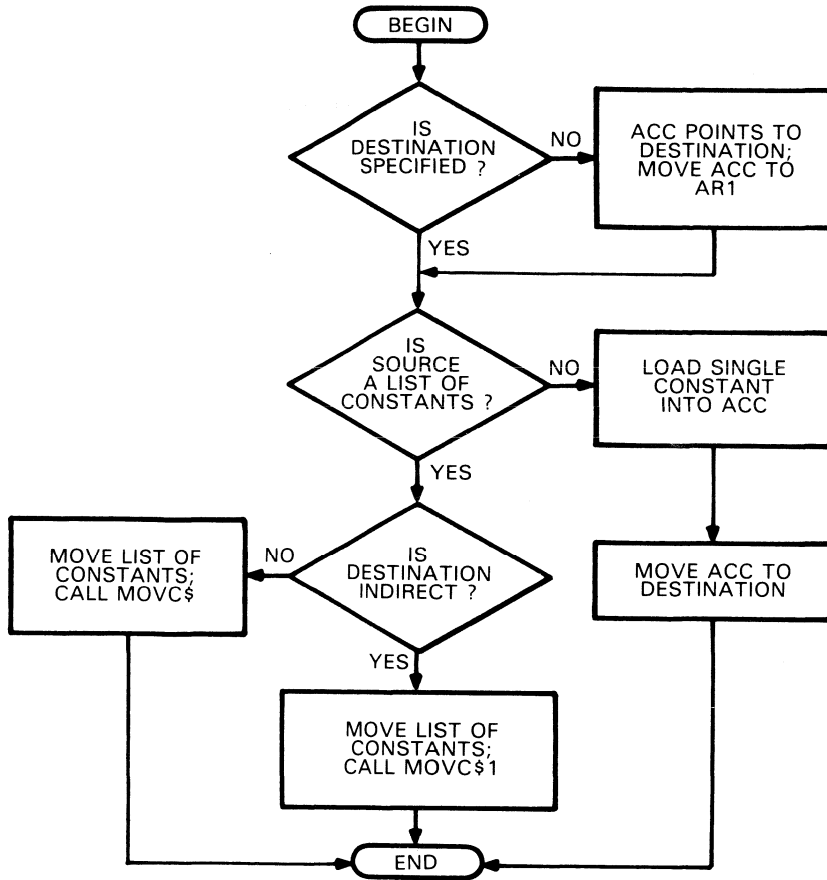 BEGIN
IS
DESTINATION
SPECIFIED ?
NO
ACC POINTS TO
DESTINATION;
MOVE ACC TO
AR1
YES
IS
SOURCE
A LIST OF
CONSTANTS ?
NO
LOAD SINGLE
CONSTANT
INTO ACC
YES
MOVE LIST OF
CONSTANTS;
CALL MOVC$
NO
IS
DESTINATION
INDIRECT ?
MOVE ACC TO
DESTINATION
YES
MOVE LIST OF
CONSTANTS;
CALL MOVC$1
END